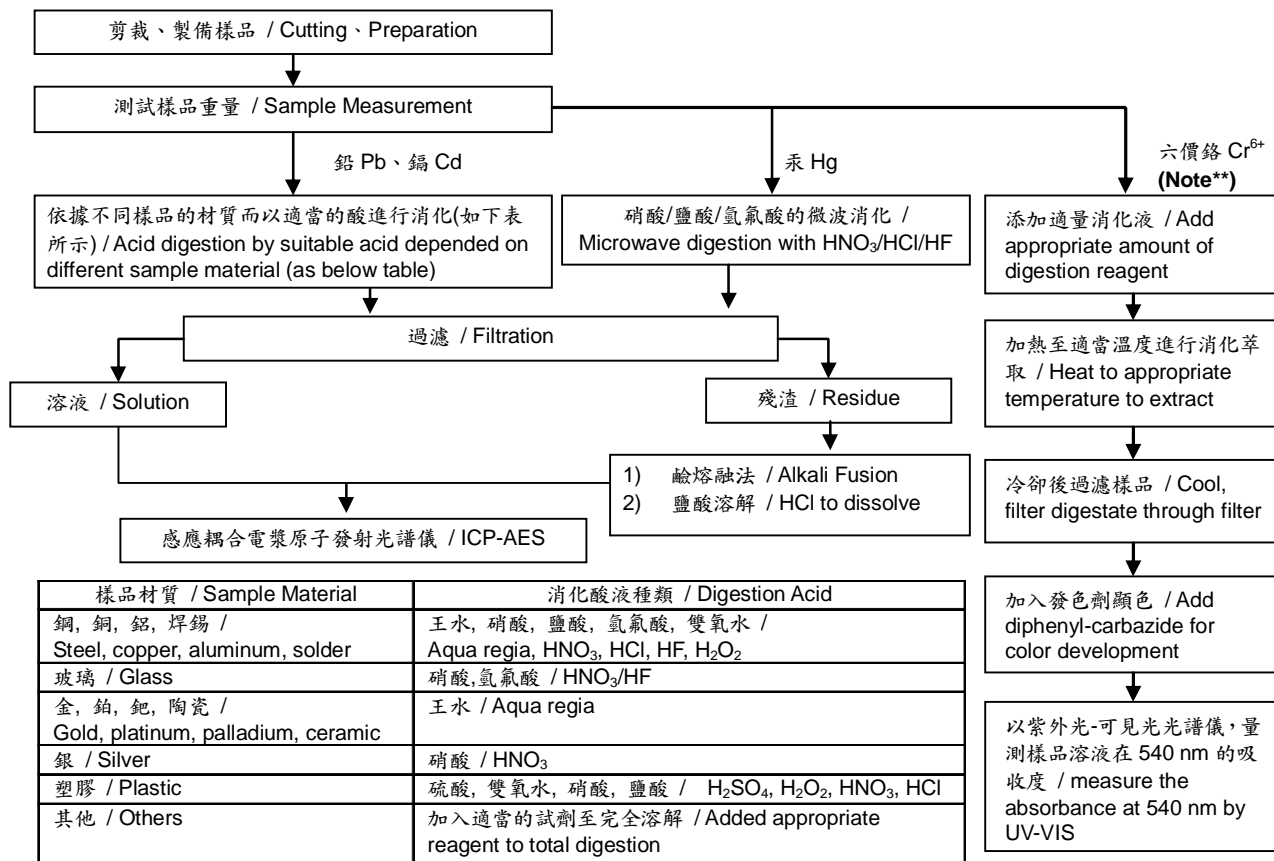 剪裁、製備樣品 / Cutting、Preparation
測試樣品重量 / Sample Measurement
鉛 Pb、鎘 Cd
汞 Hg
六價鉻 Cr⁶⁺
(Note**)
依據不同樣品的材質而以適當的酸進行消化(如下表
所示) / Acid digestion by suitable acid depended on
different sample material (as below table)
硝酸/鹽酸/氫氟酸的微波消化 /
Microwave digestion with HNO₃/HCl/HF
添加適量消化液 / Add
appropriate amount of
digestion reagent
過濾 / Filtration
加熱至適當溫度進行消化萃
取 / Heat to appropriate
temperature to extract
溶液 / Solution
殘渣 / Residue
1) 鹼熔融法 / Alkali Fusion
2) 鹽酸溶解 / HCl to dissolve
冷卻後過濾樣品 / Cool,
filter digestate through filter
感應耦合電漿原子發射光譜儀 / ICP-AES
加入發色劑顯色 / Add
diphenyl-carbazide for
color development
以紫外光-可見光光譜儀，量
測樣品溶液在 540 nm 的吸
收度 / measure the
absorbance at 540 nm by
UV-VIS
樣品材質 / Sample Material
消化酸液種類 / Digestion Acid
鋼, 銅, 鋁, 焊錫 /
Steel, copper, aluminum, solder
王水, 硝酸, 鹽酸, 氫氟酸, 雙氧水 /
Aqua regia, HNO₃, HCl, HF, H₂O₂
玻璃 / Glass
硝酸,氫氟酸 / HNO₃/HF
金, 鉑, 鈀, 陶瓷 /
Gold, platinum, palladium, ceramic
王水 / Aqua regia
銀 / Silver
硝酸 / HNO₃
塑膠 / Plastic
硫酸, 雙氧水, 硝酸, 鹽酸 / H₂SO₄, H₂O₂, HNO₃, HCl
其他 / Others
加入適當的試劑至完全溶解 / Added appropriate
reagent to total digestion